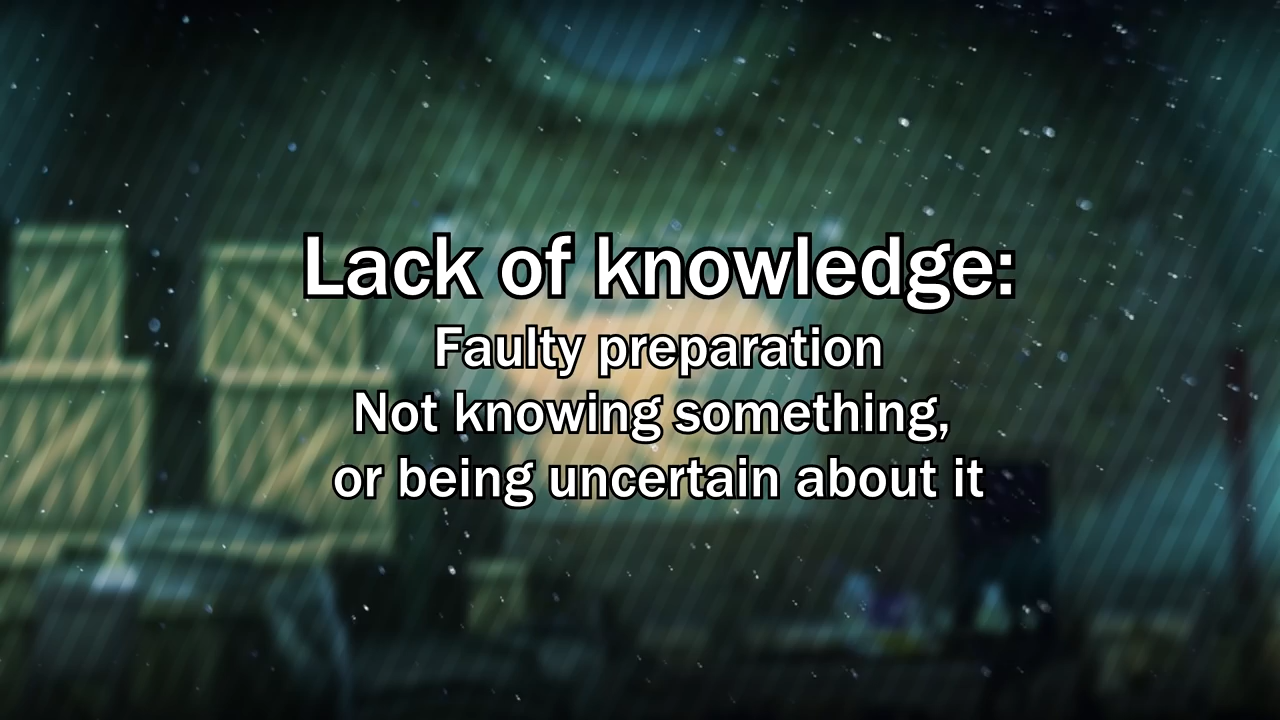 Lack of knowledge:
Faulty preparation
Not knowing something,
or being uncertain about it